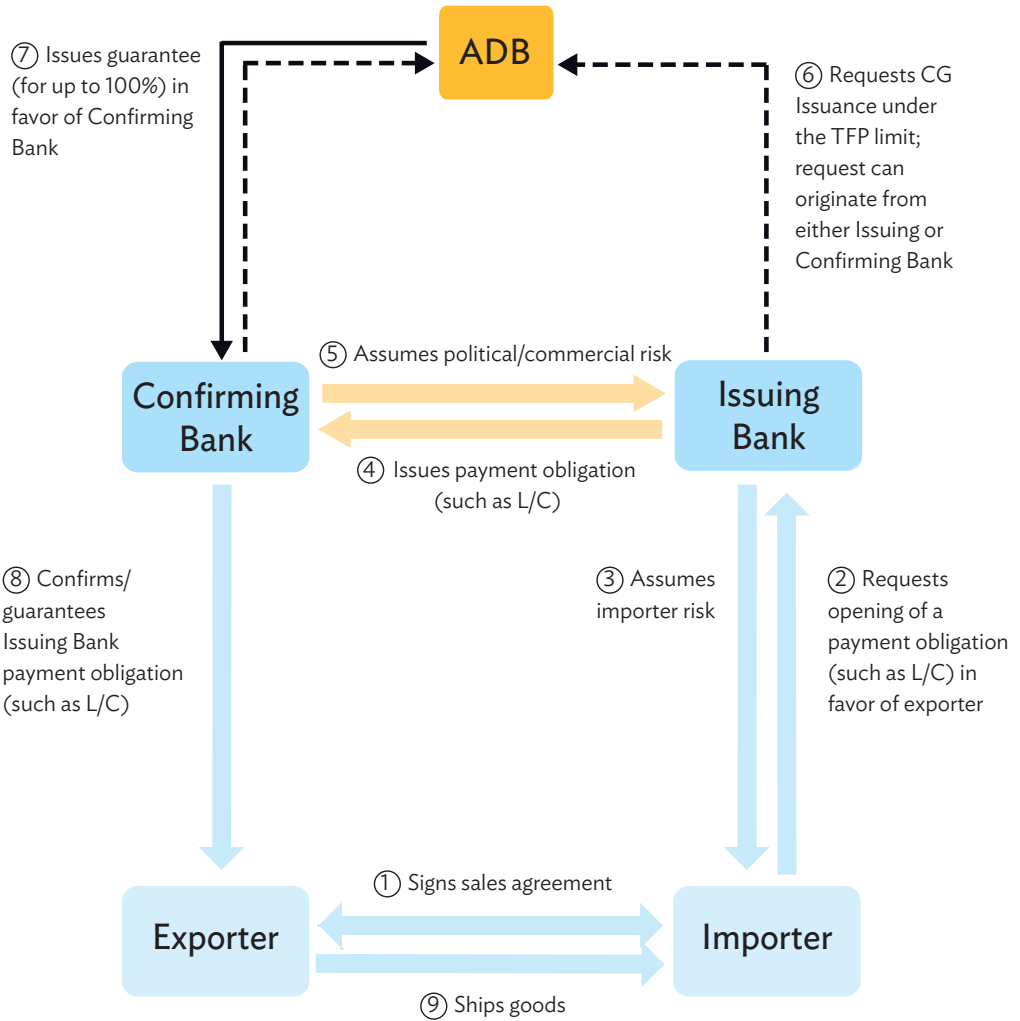 ADB
⑦ Issues guarantee
(for up to 100%) in
favor of Confirming
Bank
⑥ Requests CG
Issuance under
the TFP limit;
request can
originate from
either Issuing or
Confirming Bank
⑤ Assumes political/commercial risk
Confirming
Bank
Issuing
Bank
④ Issues payment obligation
(such as L/C)
⑧ Confirms/
guarantees
Issuing Bank
payment obligation
(such as L/C)
③ Assumes
importer risk
② Requests
opening of a
payment obligation
(such as L/C) in
favor of exporter
① Signs sales agreement
Exporter
Importer
⑨ Ships goods